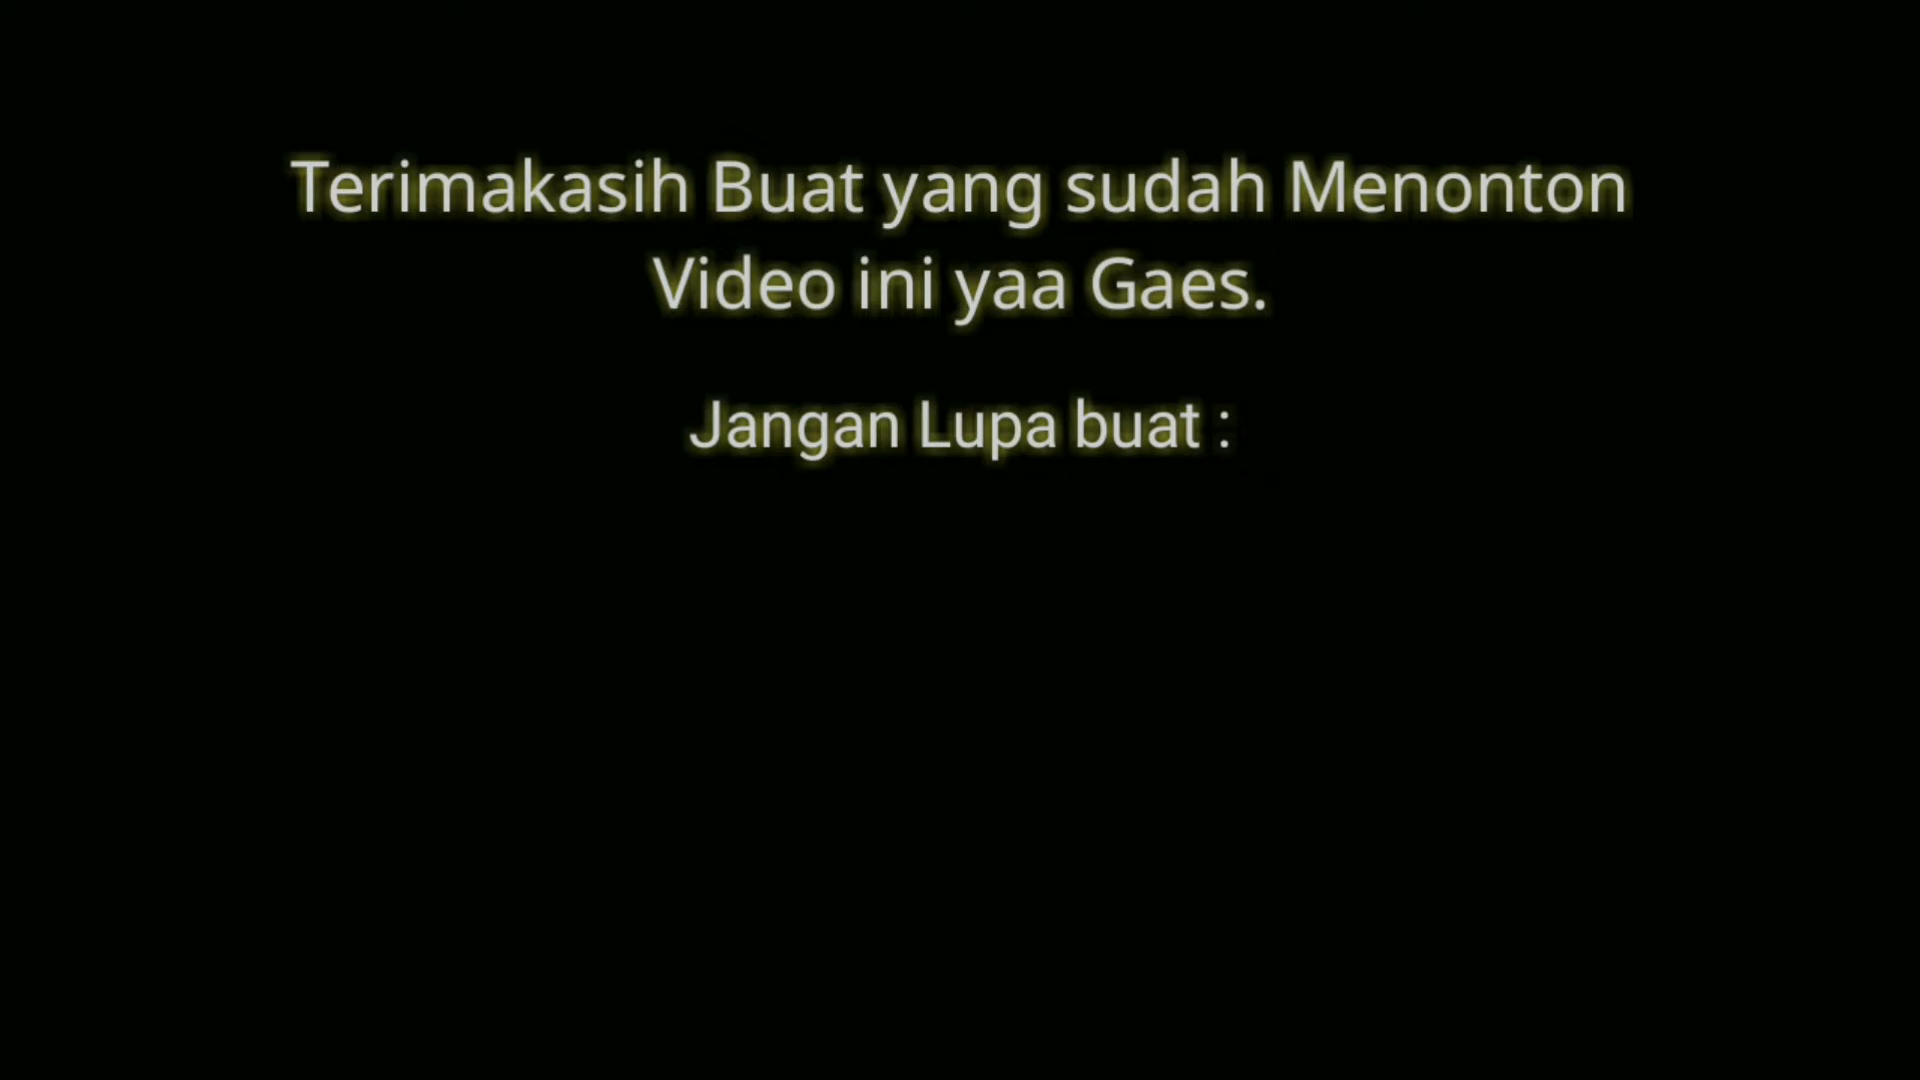 Terimakasih Buat yang sudah Menonton
Video ini yaa Gaes.
Jangan Lupa buat :